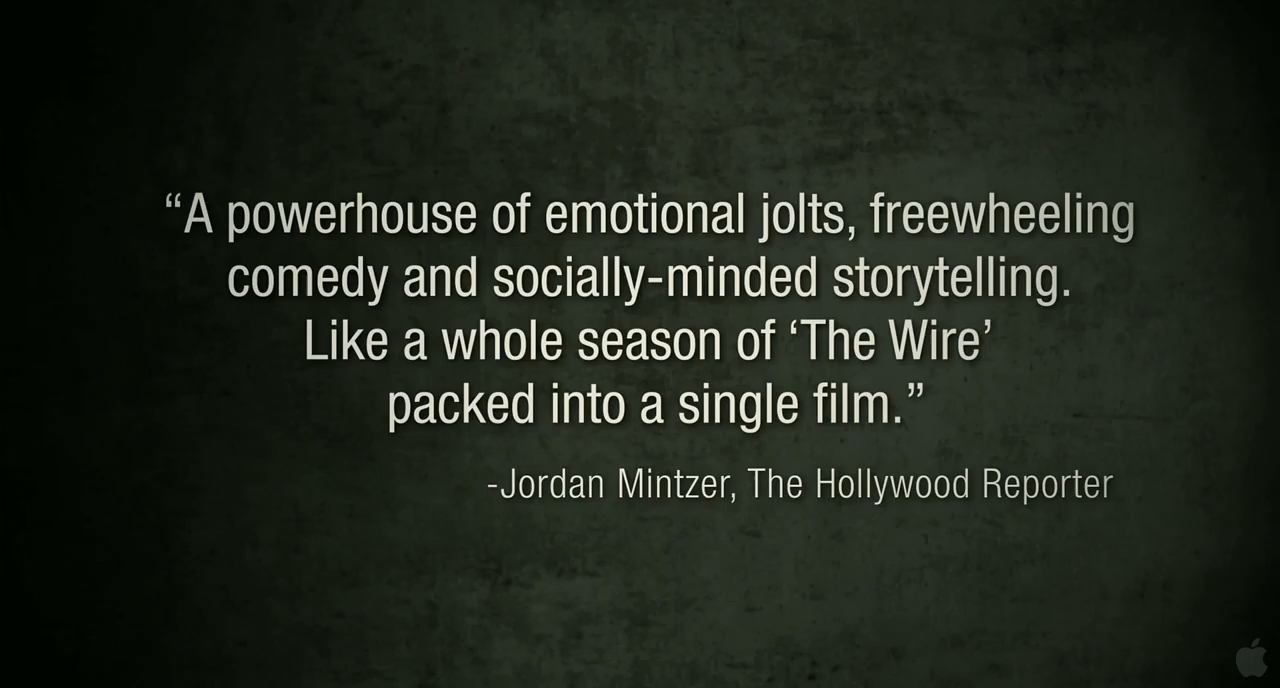 “A powerhouse of emotional jolts, freewheeling
comedy and socially-minded storytelling.
Like a whole season of ‘The Wire’
packed into a single film.”
-Jordan Mintzer, The Hollywood Reporter